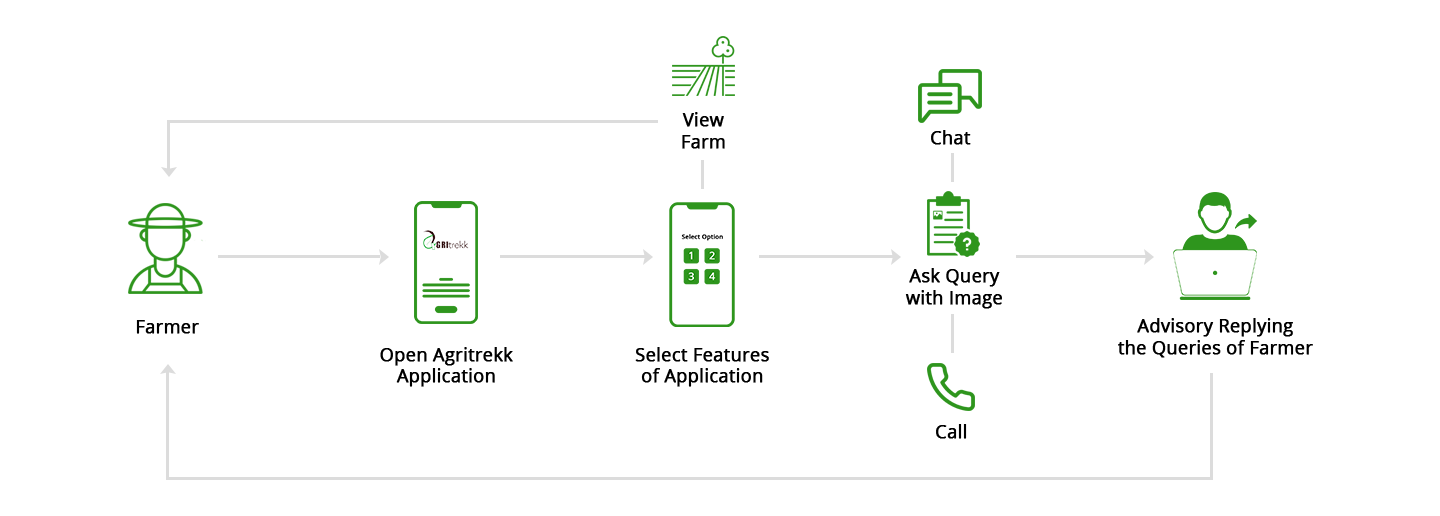 View
Farm
Chat
AGRItrekk
Select Option
1 2
3 4
?
Ask Query
with Image
Farmer
Open Agritrekk
Application
Select Features
of Application
Advisory Replying
the Queries of Farmer
Call